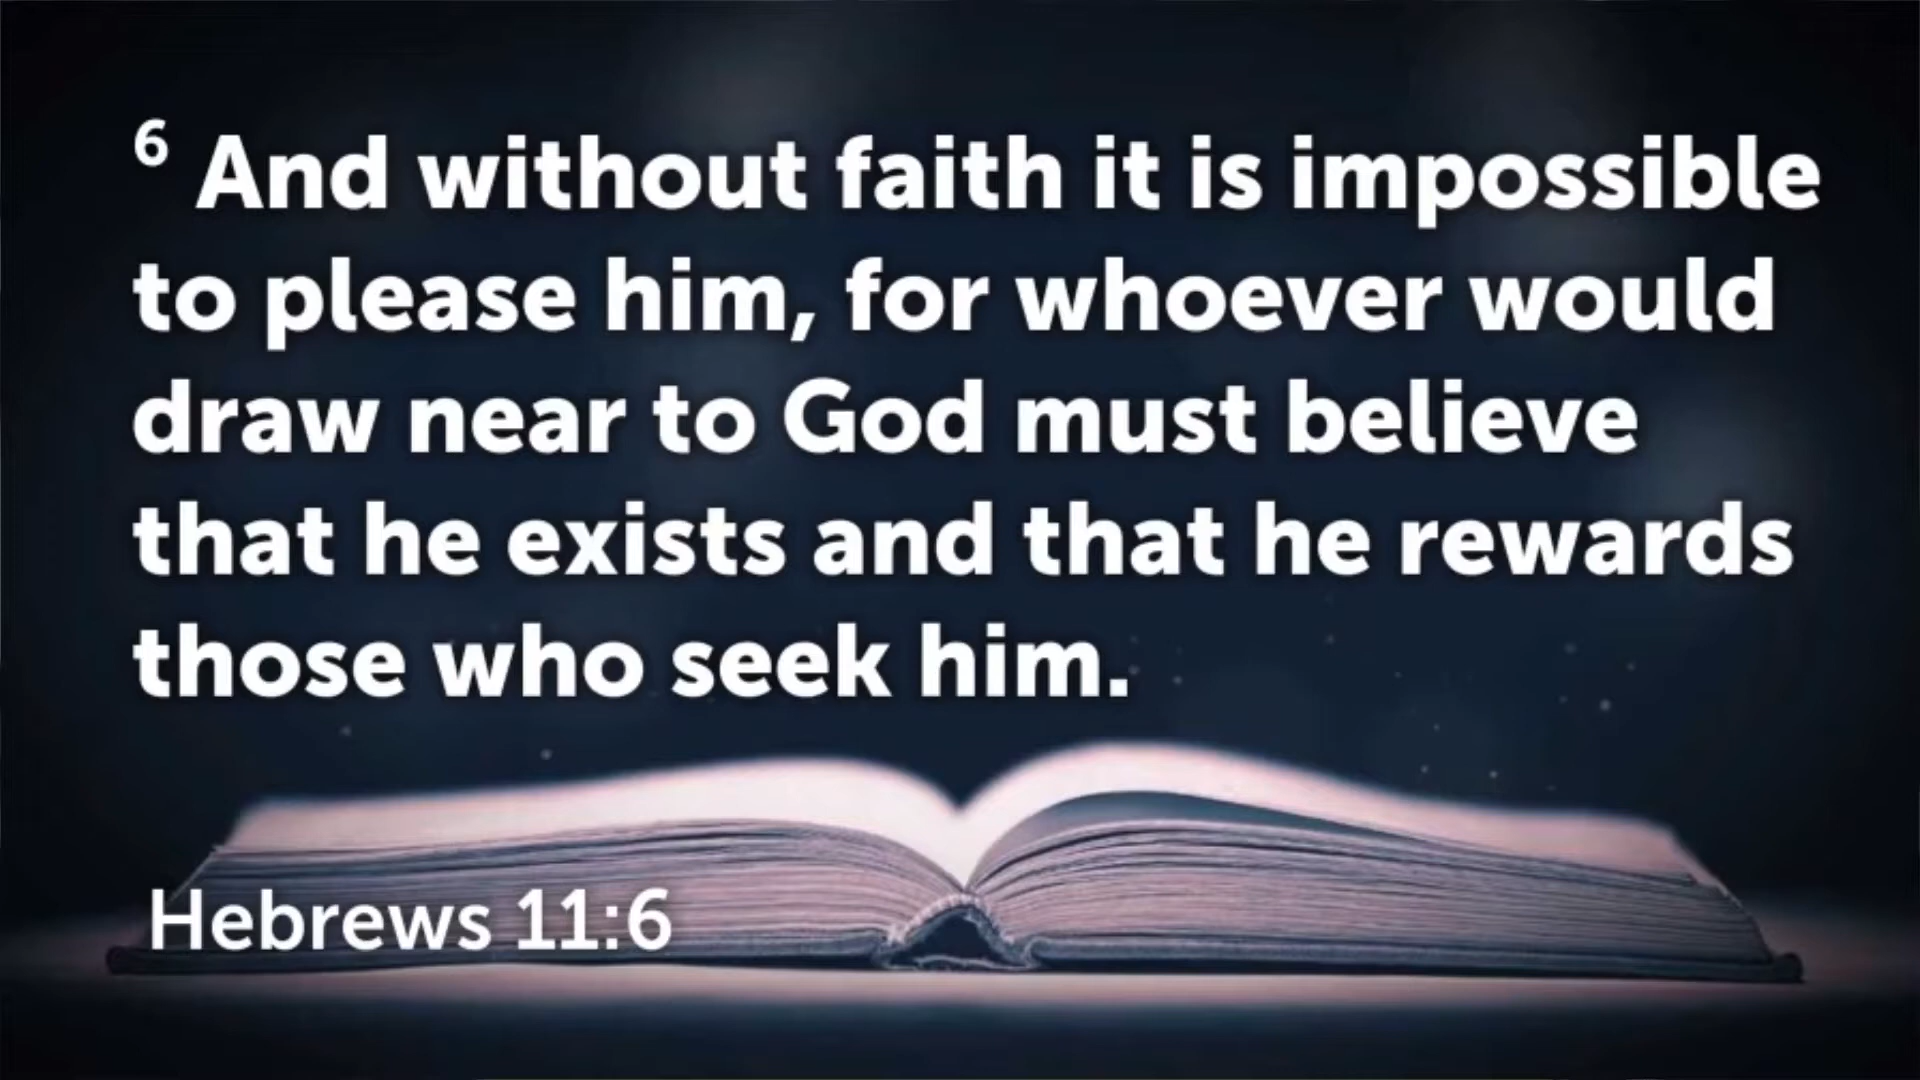 6 And without faith it is impossible
to please him, for whoever would
draw near to God must believe
that he exists and that he rewards
those who seek him.
Hebrews 11:6